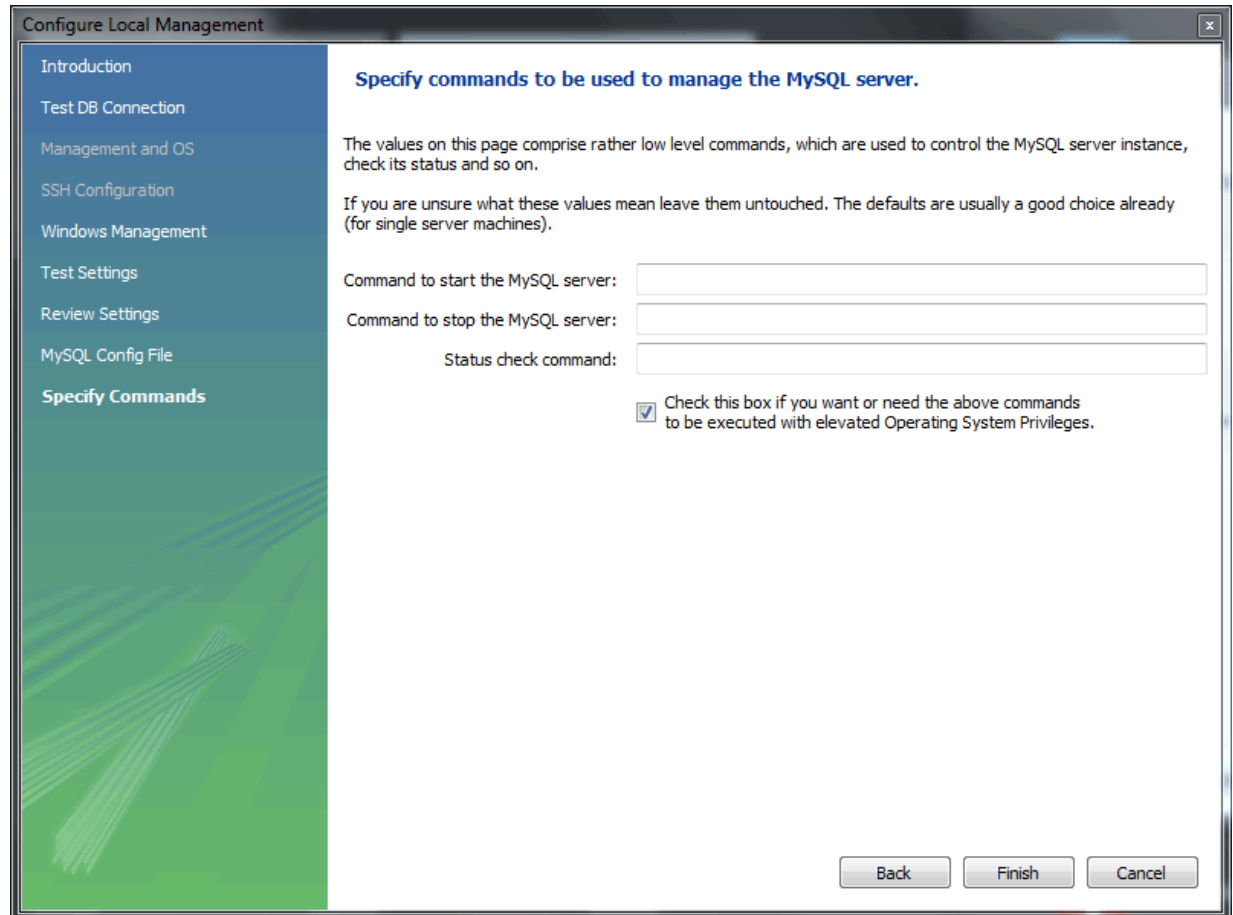 Configure Local Management
x
Introduction
Test DB Connection
Management and OS
SSH Configuration
Windows Management
Test Settings
Review Settings
MySQL Config File
Specify Commands
Specify commands to be used to manage the MySQL server.
The values on this page comprise rather low level commands, which are used to control the MySQL server instance,
check its status and so on.
If you are unsure what these values mean leave them untouched. The defaults are usually a good choice already
(for single server machines).
Command to start the MySQL server:
Command to stop the MySQL server:
Status check command:
Check this box if you want or need the above commands
to be executed with elevated Operating System Privileges.
Back
Finish
Cancel